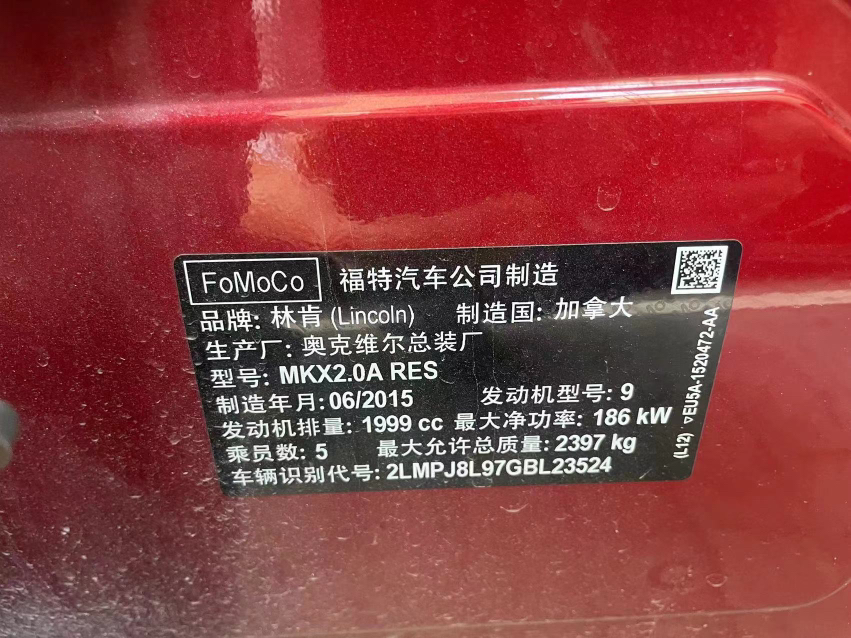 FoMoCo 福特汽车公司制造
品牌: 林肯 (Lincoln) 制造国: 加拿大
生产厂: 奥克维尔总装厂
型号: MKX2.0A RES
制造年月: 06/2015 发动机型号: 9
发动机排量: 1999 cc 最大净功率: 186 kW
乘员数: 5 最大允许总质量: 2397 kg
车辆识别代号: 2LMPJ8L97GBL23524
(L12) ▽EU5A-1520472-AA